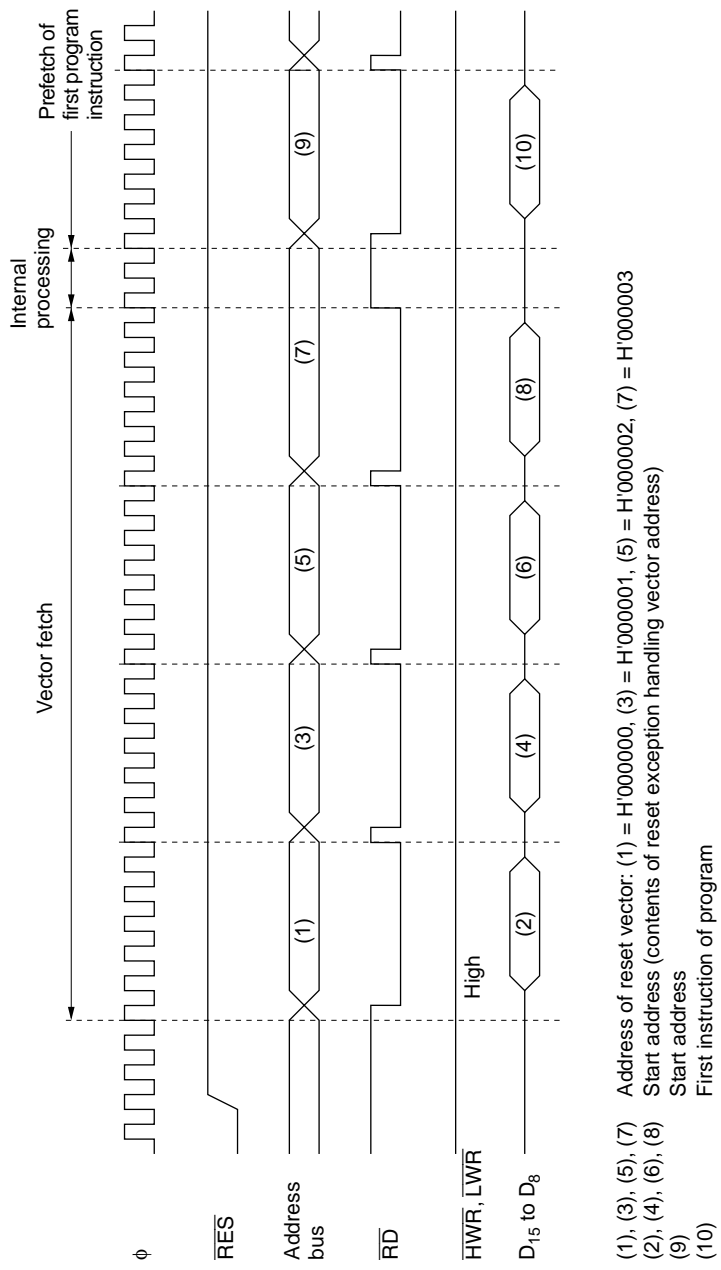 Vector fetch
Internal
processing
Prefetch of
first program
instruction
ϕ
RES
Address
bus
(1)
(3)
(5)
(7)
(9)
RD
HWR, LWR
High
D15 to D8
(2)
(4)
(6)
(8)
(10)
(1), (3), (5), (7) Address of reset vector: (1) = H'000000, (3) = H'000001, (5) = H'000002, (7) = H'000003
(2), (4), (6), (8) Start address (contents of reset exception handling vector address)
(9) Start address
(10) First instruction of program